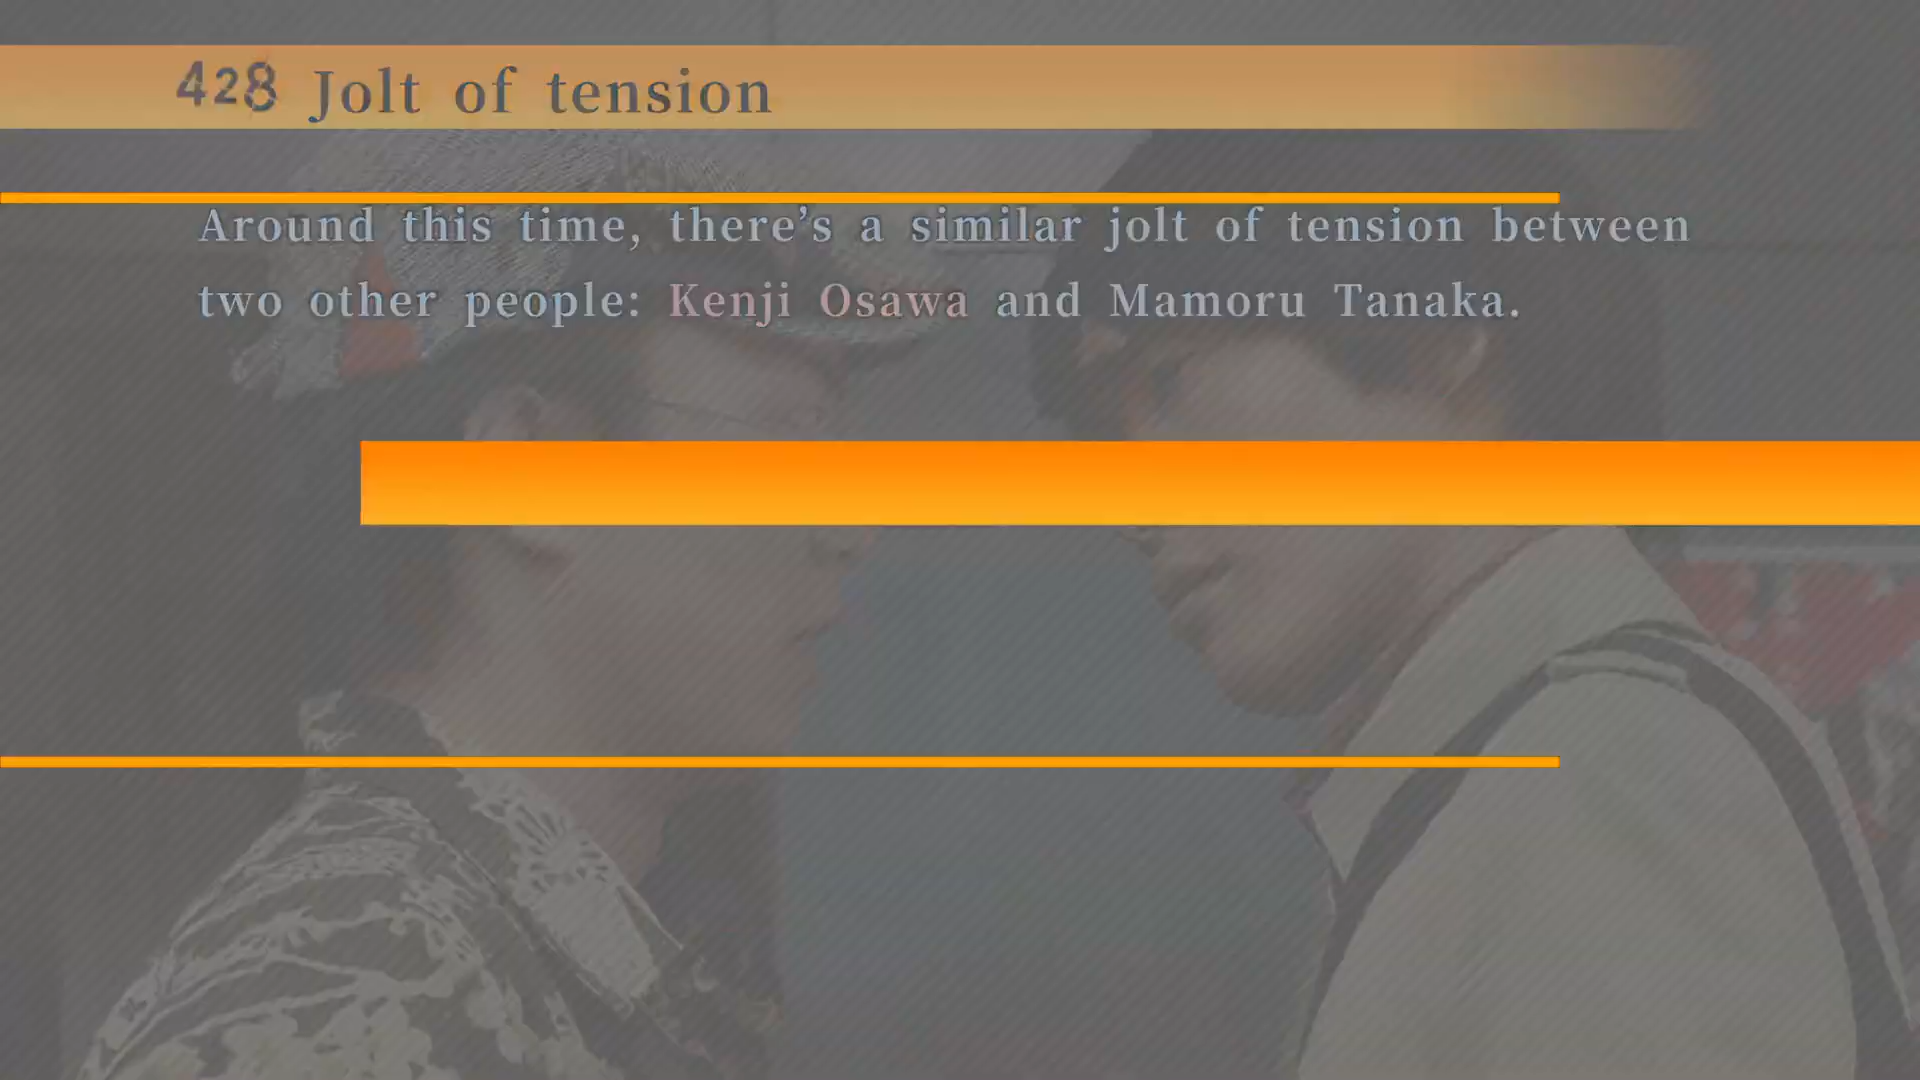 428 Jolt of tension
Around this time, there’s a similar jolt of tension between
two other people: Kenji Osawa and Mamoru Tanaka.